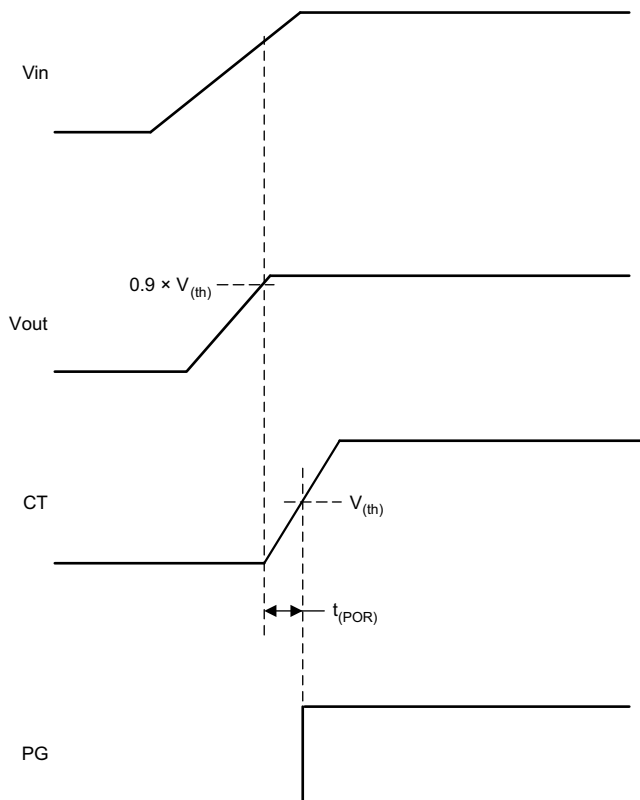 Vin
0.9 × V(th)
Vout
CT
V(th)
t(POR)
PG